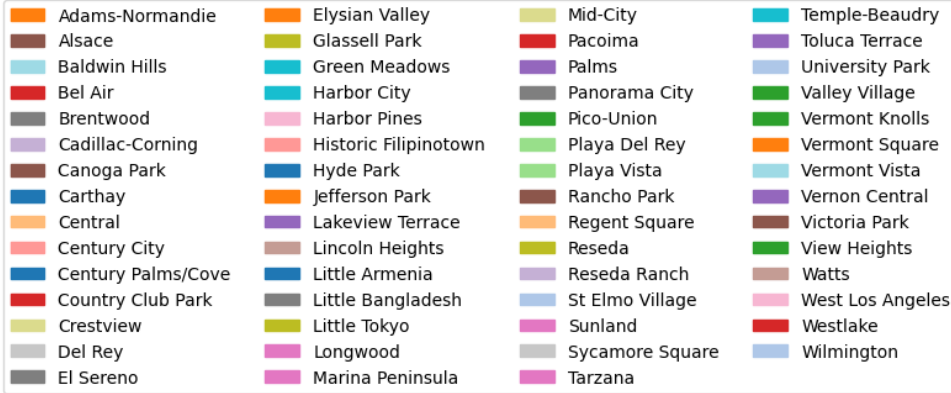 Adams-Normandie
Alsace
Baldwin Hills
Bel Air
Brentwood
Cadillac-Corning
Canoga Park
Carthay
Central
Century City
Century Palms/Cove
Country Club Park
Crestview
Del Rey
El Sereno
Elysian Valley
Glassell Park
Green Meadows
Harbor City
Harbor Pines
Historic Filipinotown
Hyde Park
Jefferson Park
Lakeview Terrace
Lincoln Heights
Little Armenia
Little Bangladesh
Little Tokyo
Longwood
Marina Peninsula
Mid-City
Pacoima
Palms
Panorama City
Pico-Union
Playa Del Rey
Playa Vista
Rancho Park
Regent Square
Reseda
Reseda Ranch
St Elmo Village
Sunland
Sycamore Square
Tarzana
Temple-Beaudry
Toluca Terrace
University Park
Valley Village
Vermont Knolls
Vermont Square
Vermont Vista
Vernon Central
Victoria Park
View Heights
Watts
West Los Angeles
Westlake
Wilmington